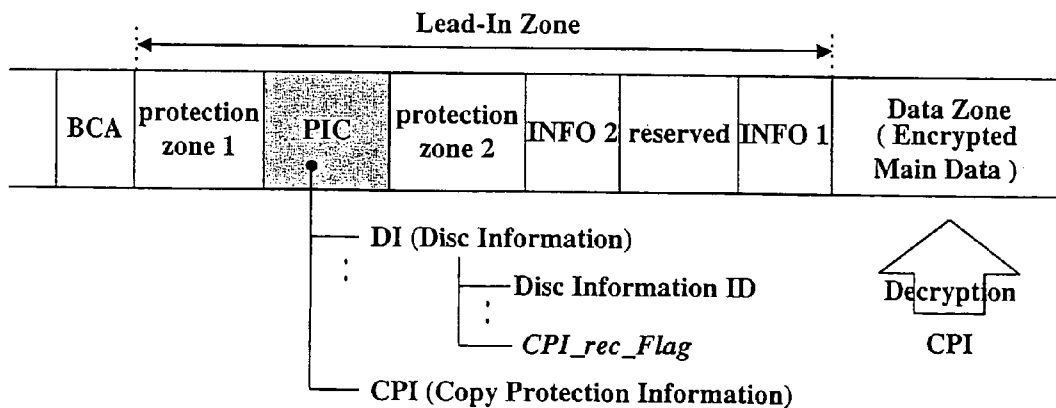 Lead-In Zone
BCA
protection
zone 1
PIC
protection
zone 2
INFO 2
reserved
INFO 1
Data Zone
( Encrypted
Main Data )
DI (Disc Information)
Disc Information ID
CPI_rec_Flag
CPI (Copy Protection Information)
Decryption
CPI